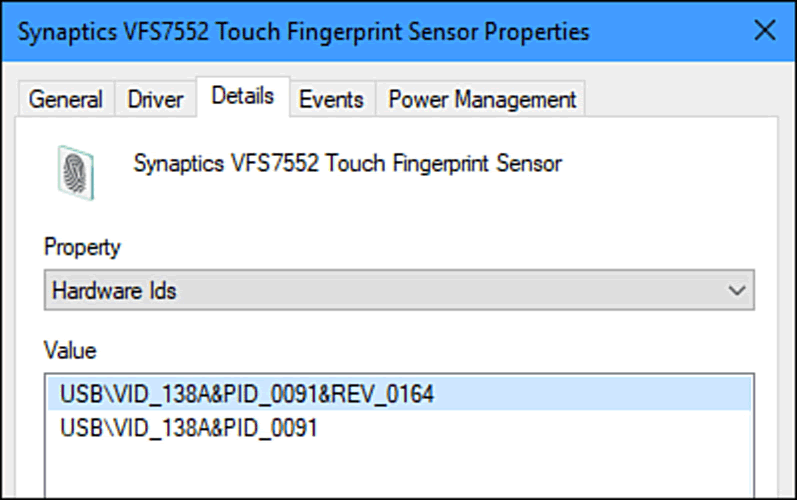 Synaptics VFS7552 Touch Fingerprint Sensor Properties
General Driver Details Events Power Management
Synaptics VFS7552 Touch Fingerprint Sensor
Property
Hardware Ids
Value
USB\VID_138A&PID_0091&REV_0164
USB\VID_138A&PID_0091